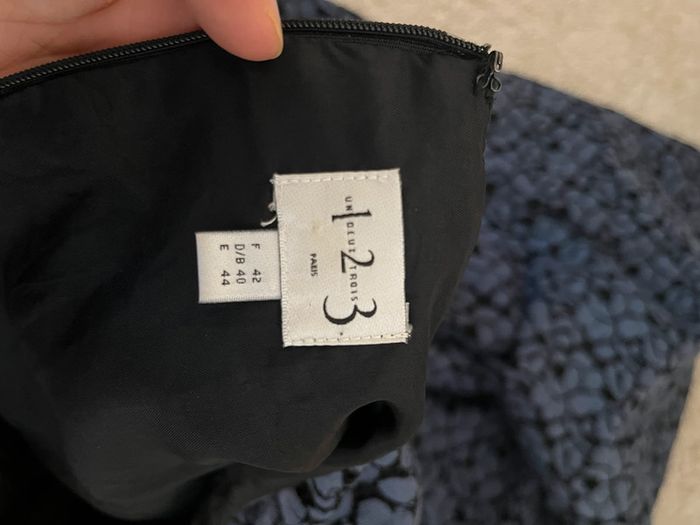 UN DEUX TROIS
1 2 3
PARIS
F 42
D/B 40
E 44